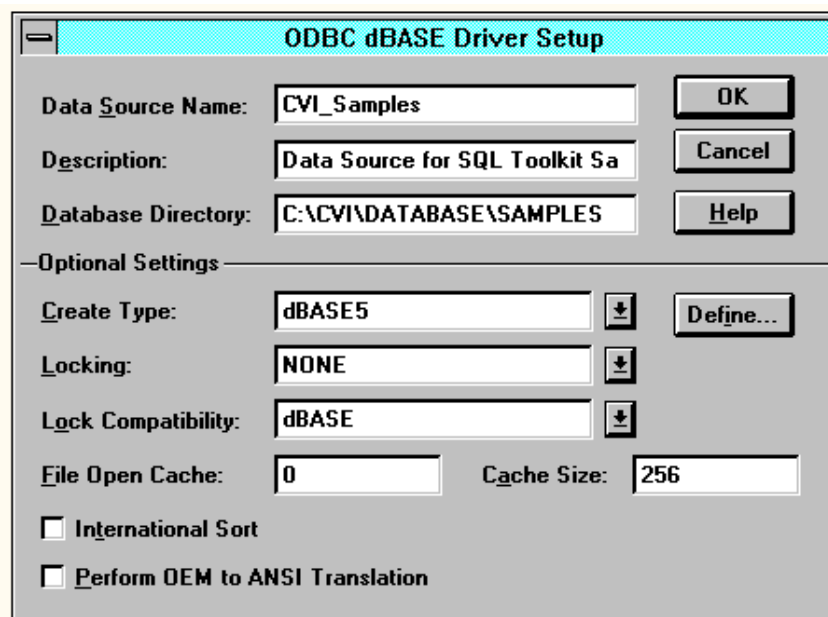 ODBC dBASE Driver Setup
Data Source Name: CVI_Samples OK
Description: Data Source for SQL Toolkit Sa Cancel
Database Directory: C:\CVI\DATABASE\SAMPLES Help
Optional Settings
Create Type: dBASE5 Define...
Locking: NONE
Lock Compatibility: dBASE
File Open Cache: 0 Cache Size: 256
International Sort
Perform OEM to ANSI Translation